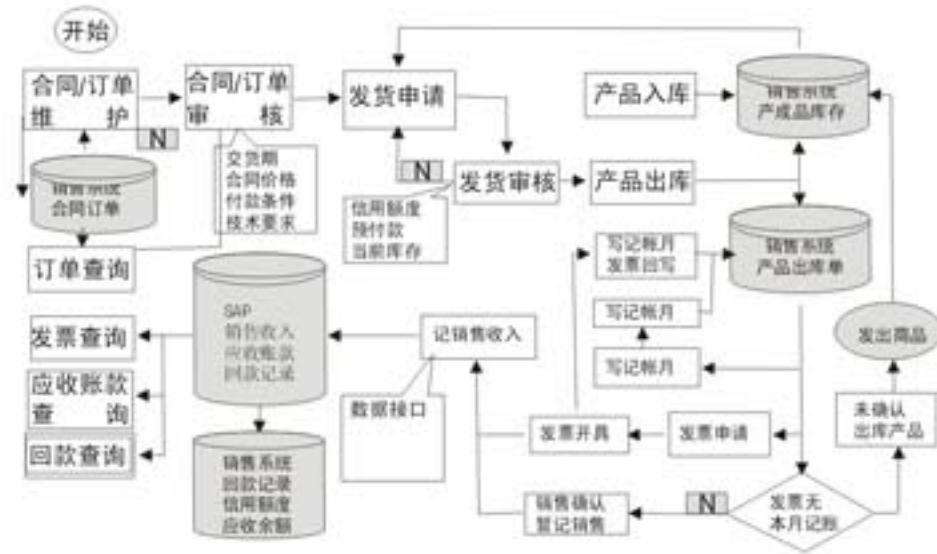 开始
合同/订单
维 护
合同/订单
审 核
发货申请
产品入库
销售系统
产成品库存
N
交货期
合同价格
付款条件
技术要求
N
发货审核
产品出库
销售系统
合同订单
信用额度
预付款
当前库存
订单查询
写记帐月
发票回写
销售系统
产品出库单
SAP
销售收入
应收账款
回款记录
写记帐月
发出商品
发票查询
记销售收入
写记帐月
应收账款
查 询
数据接口
未确认
出库产品
发票开具
发票申请
回款查询
销售系统
回款记录
信用额度
应收余额
销售确认
暂记销售
N
发票无
本月记账